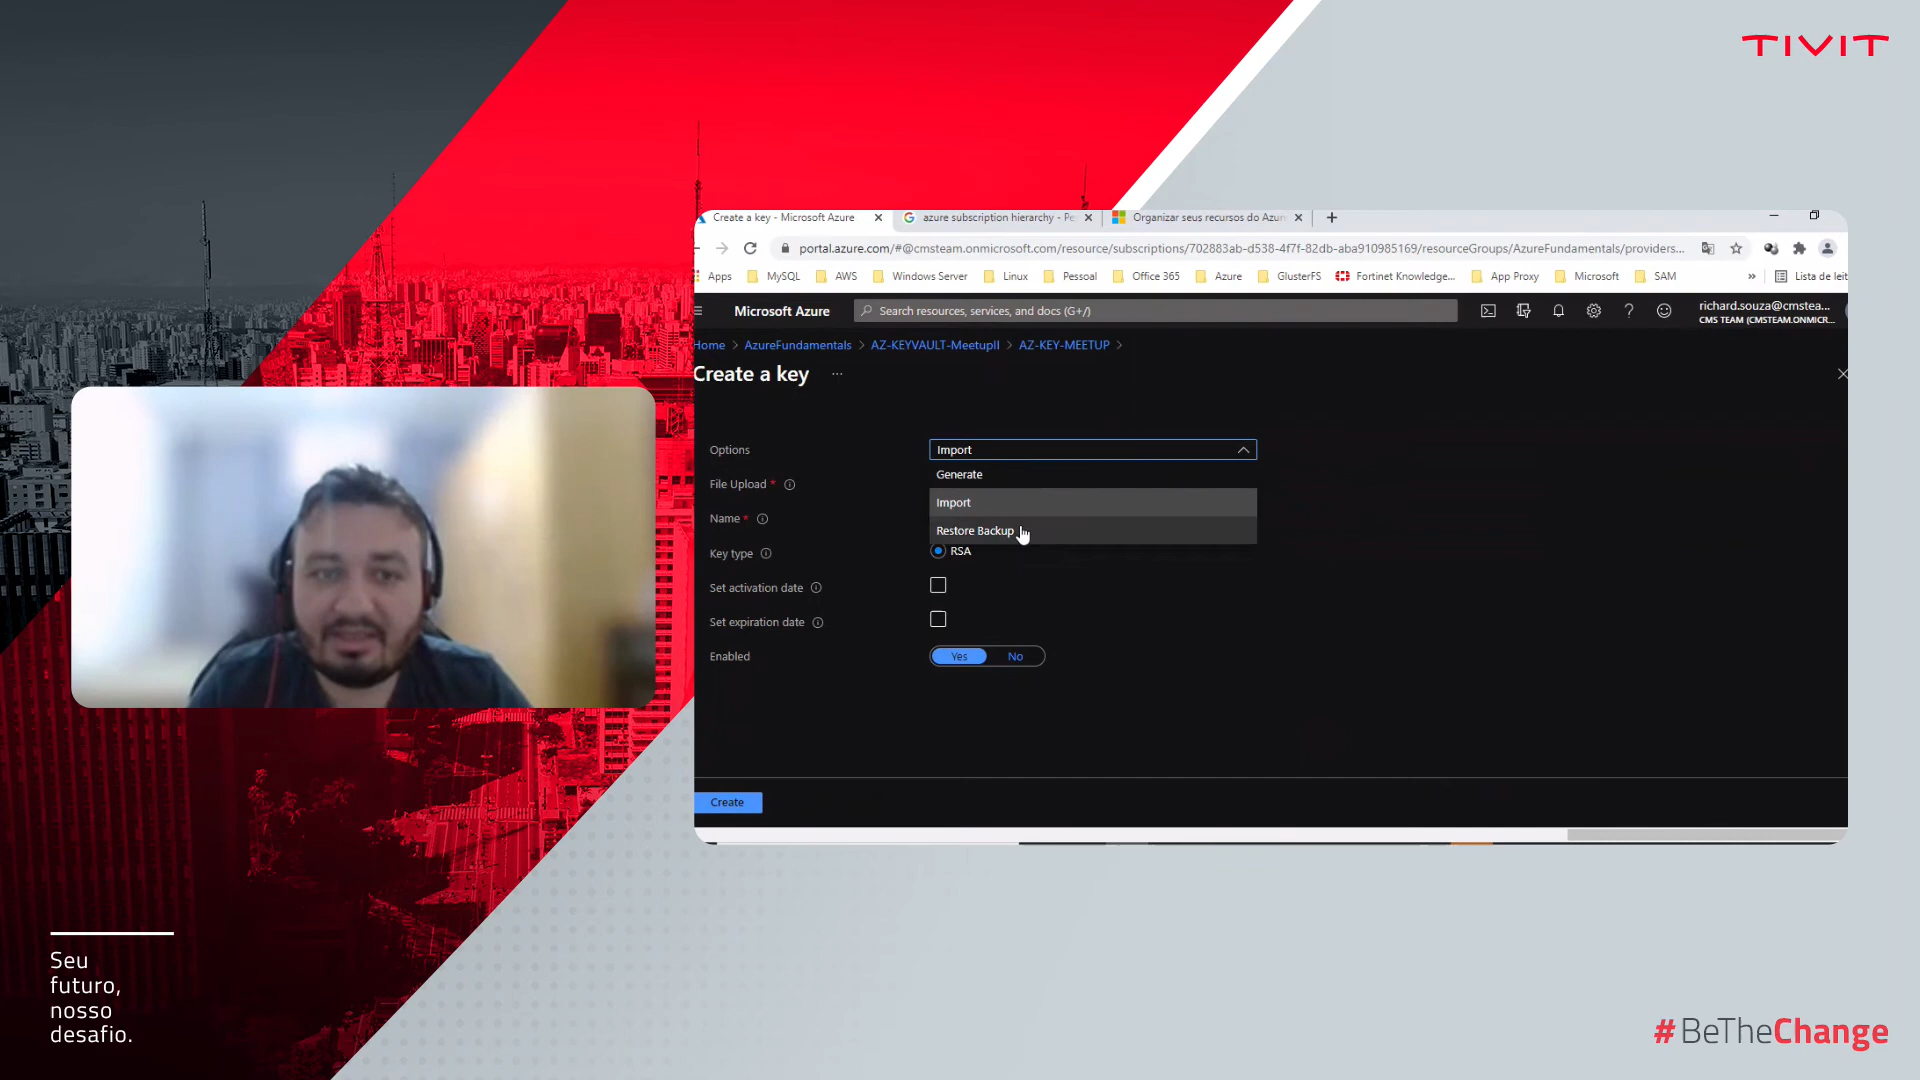 TIVIT
Create a key - Microsoft Azure
azure subscription hierarchy - Pe
Organizar seus recursos do Azur
portal.azure.com/#@cmsteam.onmicrosoft.com/resource/subscriptions/702883ab-d538-4f7f-82db-aba910985169/resourceGroups/AzureFundamentals/providers...
Apps MySQL AWS Windows Server Linux Pessoal Office 365 Azure GlusterFS Fortinet Knowledge... App Proxy Microsoft SAM » Lista de leit
Microsoft Azure
Search resources, services, and docs (G+/)
richard.souza@cmstea...
CMS TEAM (CMSTEAM.ONMICR...
Home > AzureFundamentals > AZ-KEYVAULT-MeetupII > AZ-KEY-MEETUP >
Create a key ...
Options Import
Generate
File Upload *
Import
Name *
Restore Backup
Key type RSA
Set activation date
Set expiration date
Enabled Yes No
Create
Seu
futuro,
nosso
desafio.
#BeTheChange